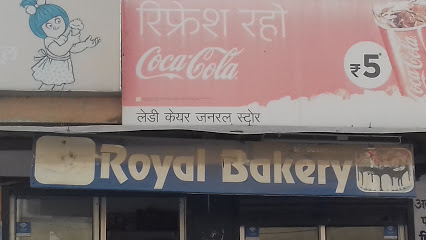 रिफ्रेश रहो
Coca-Cola
₹5*
लेडी केयर जनरल स्टोर
Royal Bakery